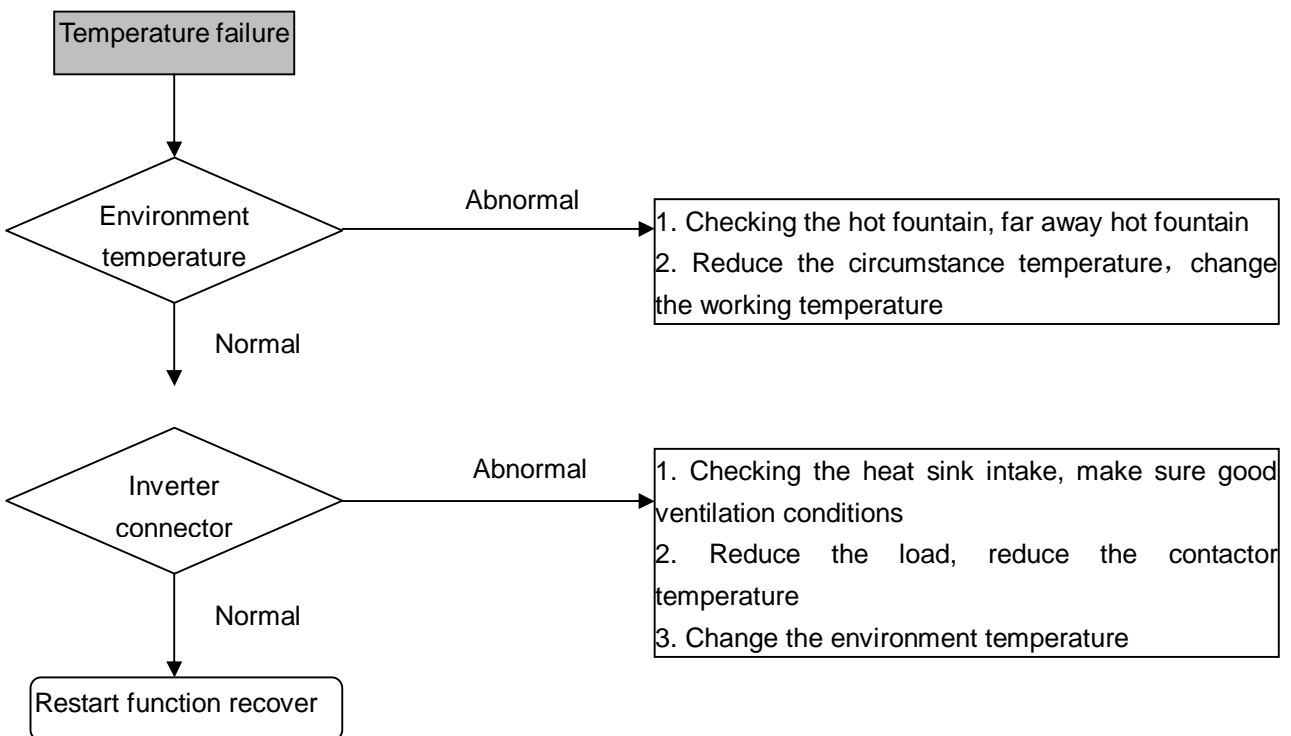 Temperature failure
Environment
temperature
Abnormal
1. Checking the hot fountain, far away hot fountain
2. Reduce the circumstance temperature，change
the working temperature
Normal
Inverter
connector
Abnormal
1. Checking the heat sink intake, make sure good
ventilation conditions
2. Reduce the load, reduce the contactor
temperature
3. Change the environment temperature
Normal
Restart function recover